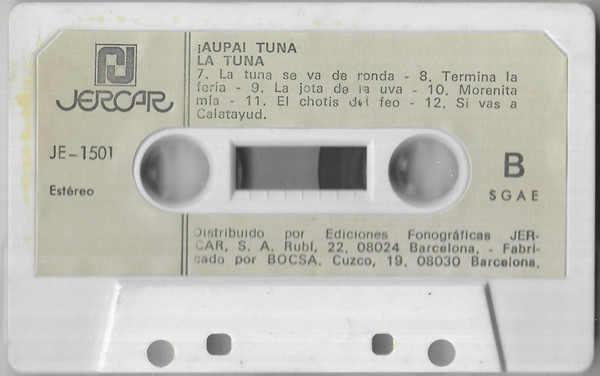 ¡AUPA! TUNA
LA TUNA
7. La tuna se va de ronda - 8. Termina la
feria - 9. La jota de la uva - 10. Morenita
mía - 11. El chotis del feo - 12. Si vas a
Calatayud.
JERCAR
JE-1501
Estéreo
B
SGAE
Distribuido por Ediciones Fonográficas JER-
CAR, S. A. Rubí, 22, 08024 Barcelona, - Fabri-
cado por BOCSA. Cuzco, 19, 08030 Barcelona.